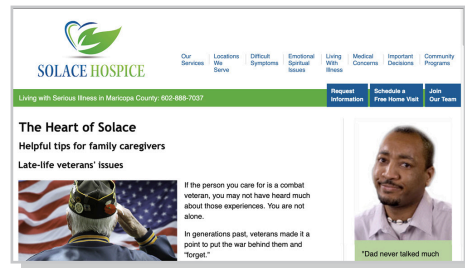 SOLACE HOSPICE
Our Services
Locations We Serve
Difficult Symptoms
Emotional Spiritual Issues
Living With Illness
Medical Concerns
Important Decisions
Community Programs
Living with Serious Illness in Maricopa County: 602-888-7037
Request Information
Schedule a Free Home Visit
Join Our Team
The Heart of Solace
Helpful tips for family caregivers
Late-life veterans' issues
If the person you care for is a combat
veteran, you may not have heard much
about those experiences. You are not
alone.
In generations past, veterans made it a
point to put the war behind them and
"forget."
"Dad never talked much